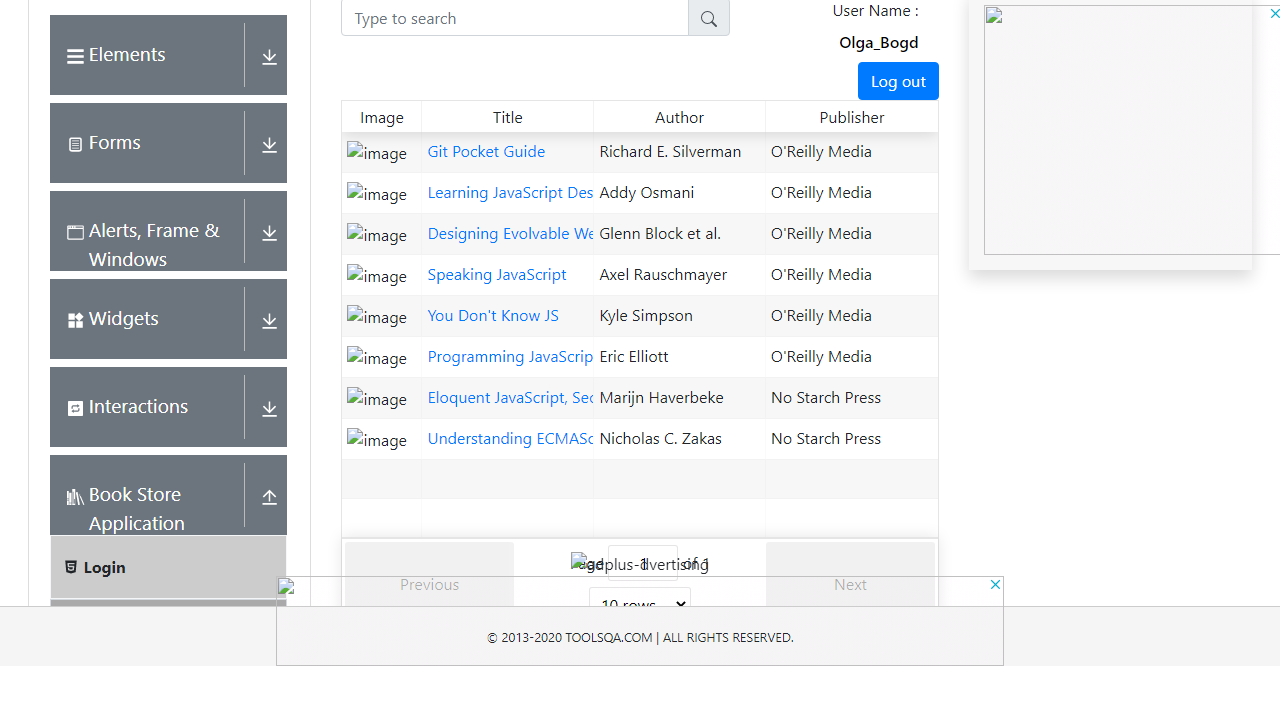 Elements
Forms
Alerts, Frame &
Windows
Widgets
Interactions
Book Store
Application
Login
Type to search
User Name :
Olga_Bogd
Log out
Image Title Author Publisher
image Git Pocket Guide Richard E. Silverman O'Reilly Media
image Learning JavaScript Des Addy Osmani O'Reilly Media
image Designing Evolvable We Glenn Block et al. O'Reilly Media
image Speaking JavaScript Axel Rauschmayer O'Reilly Media
image You Don't Know JS Kyle Simpson O'Reilly Media
image Programming JavaScrip Eric Elliott O'Reilly Media
image Eloquent JavaScript, Sec Marijn Haverbeke No Starch Press
image Understanding ECMASc Nicholas C. Zakas No Starch Press
Previous 1 of 1 Next
10 rows
© 2013-2020 TOOLSQA.COM | ALL RIGHTS RESERVED.